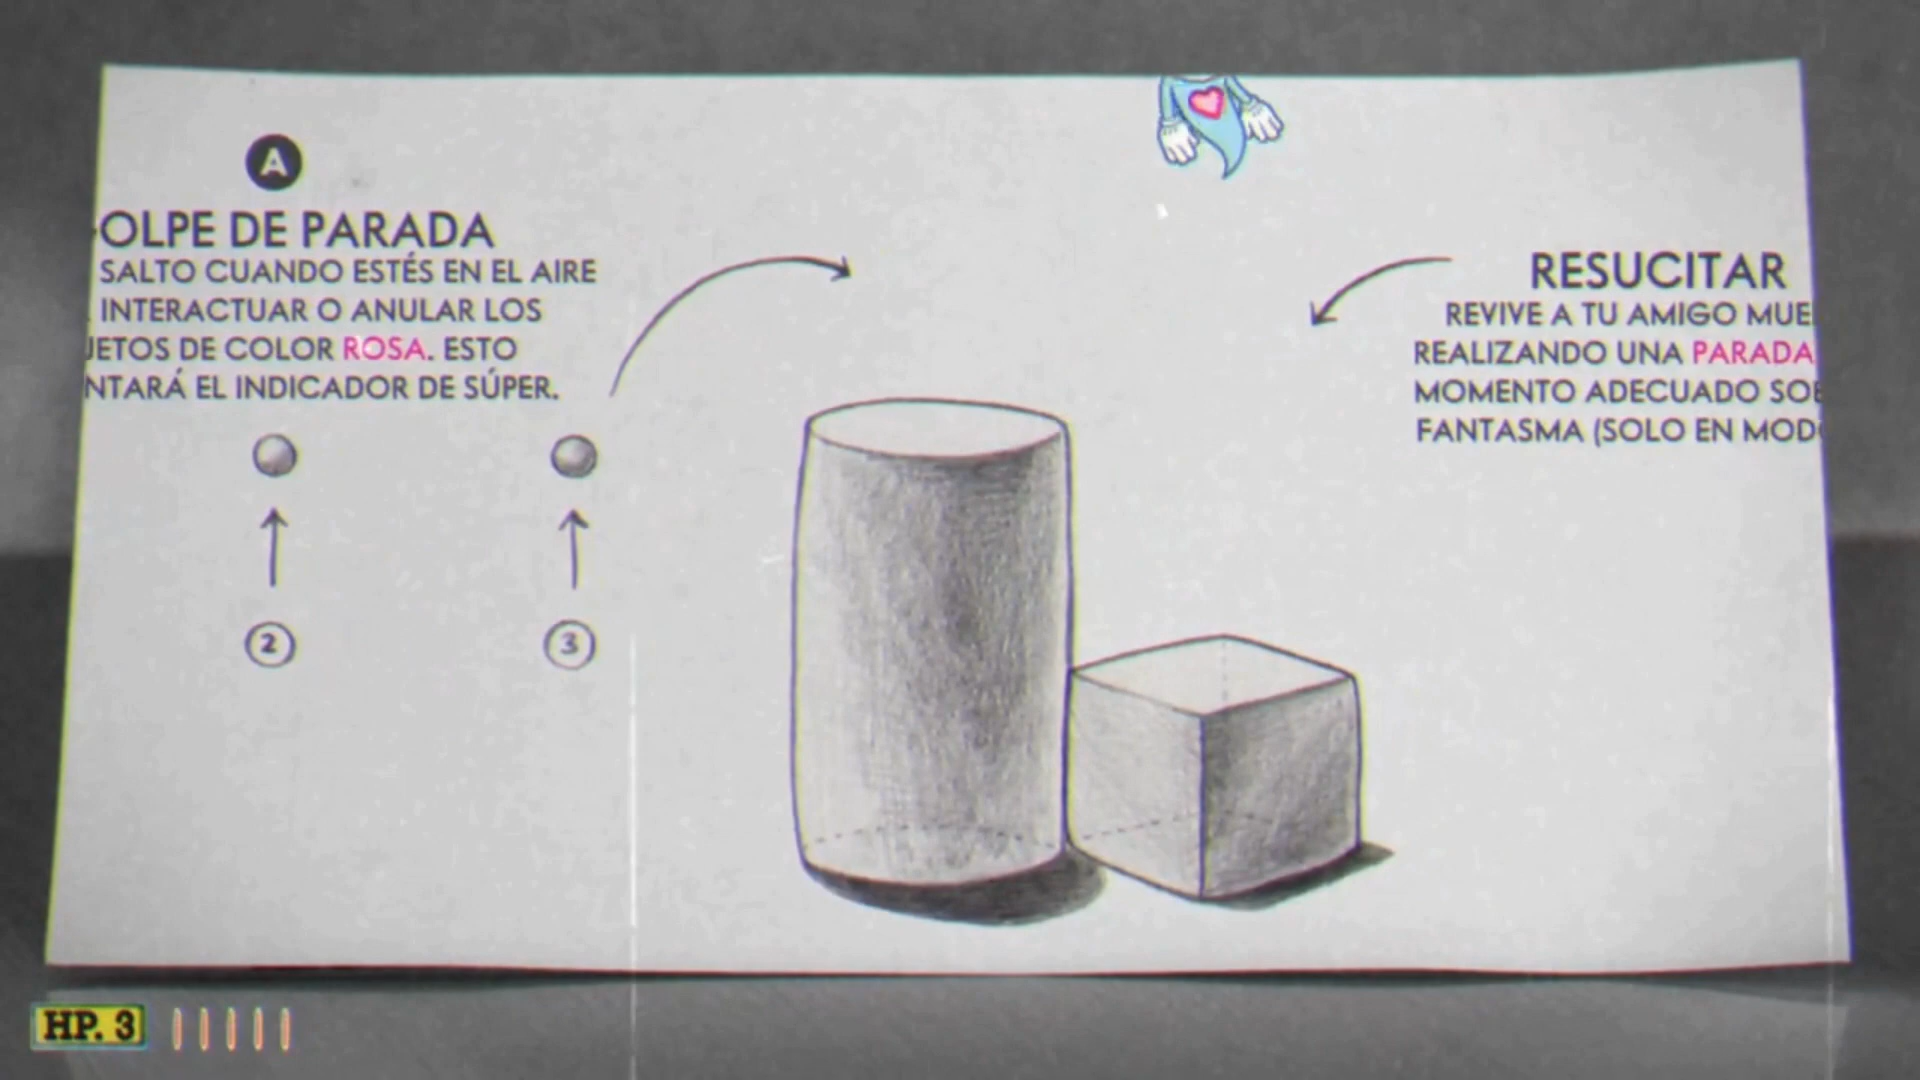 A
OLPE DE PARADA
SALTO CUANDO ESTÉS EN EL AIRE
INTERACTUAR O ANULAR LOS
JETOS DE COLOR ROSA. ESTO
NTARÁ EL INDICADOR DE SÚPER.
2
3
RESUCITAR
REVIVE A TU AMIGO MUE
REALIZANDO UNA PARADA
MOMENTO ADECUADO SOB
FANTASMA (SOLO EN MOD
HP. 3